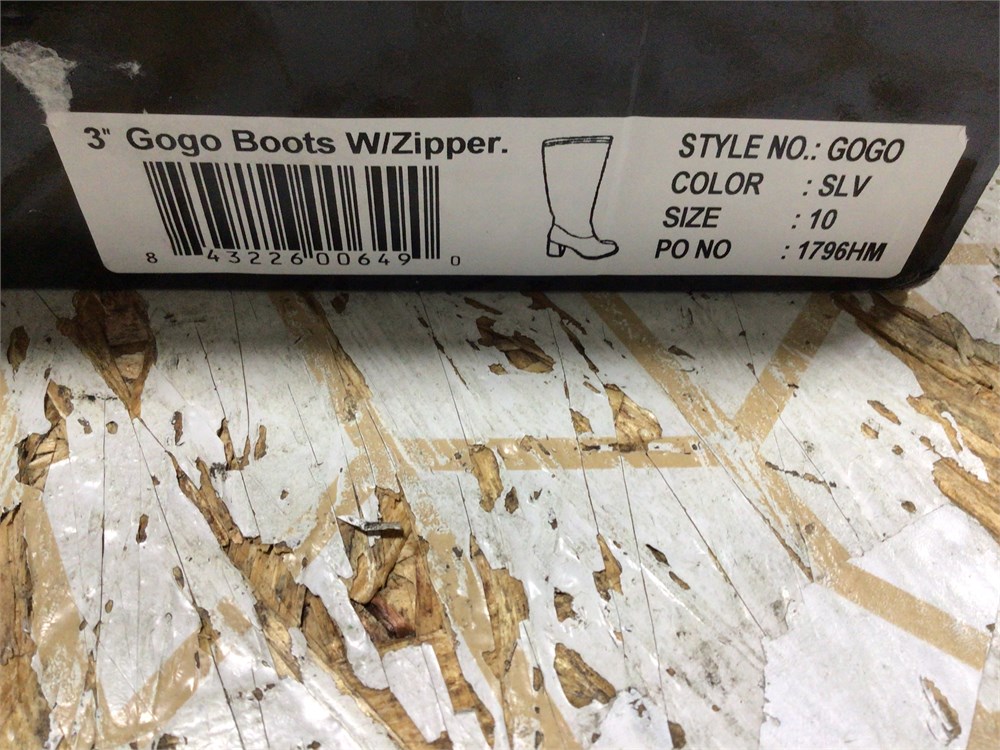 3" Gogo Boots W/Zipper.
8 43226 00649 0
STYLE NO.: GOGO
COLOR : SLV
SIZE : 10
PO NO : 1796HM